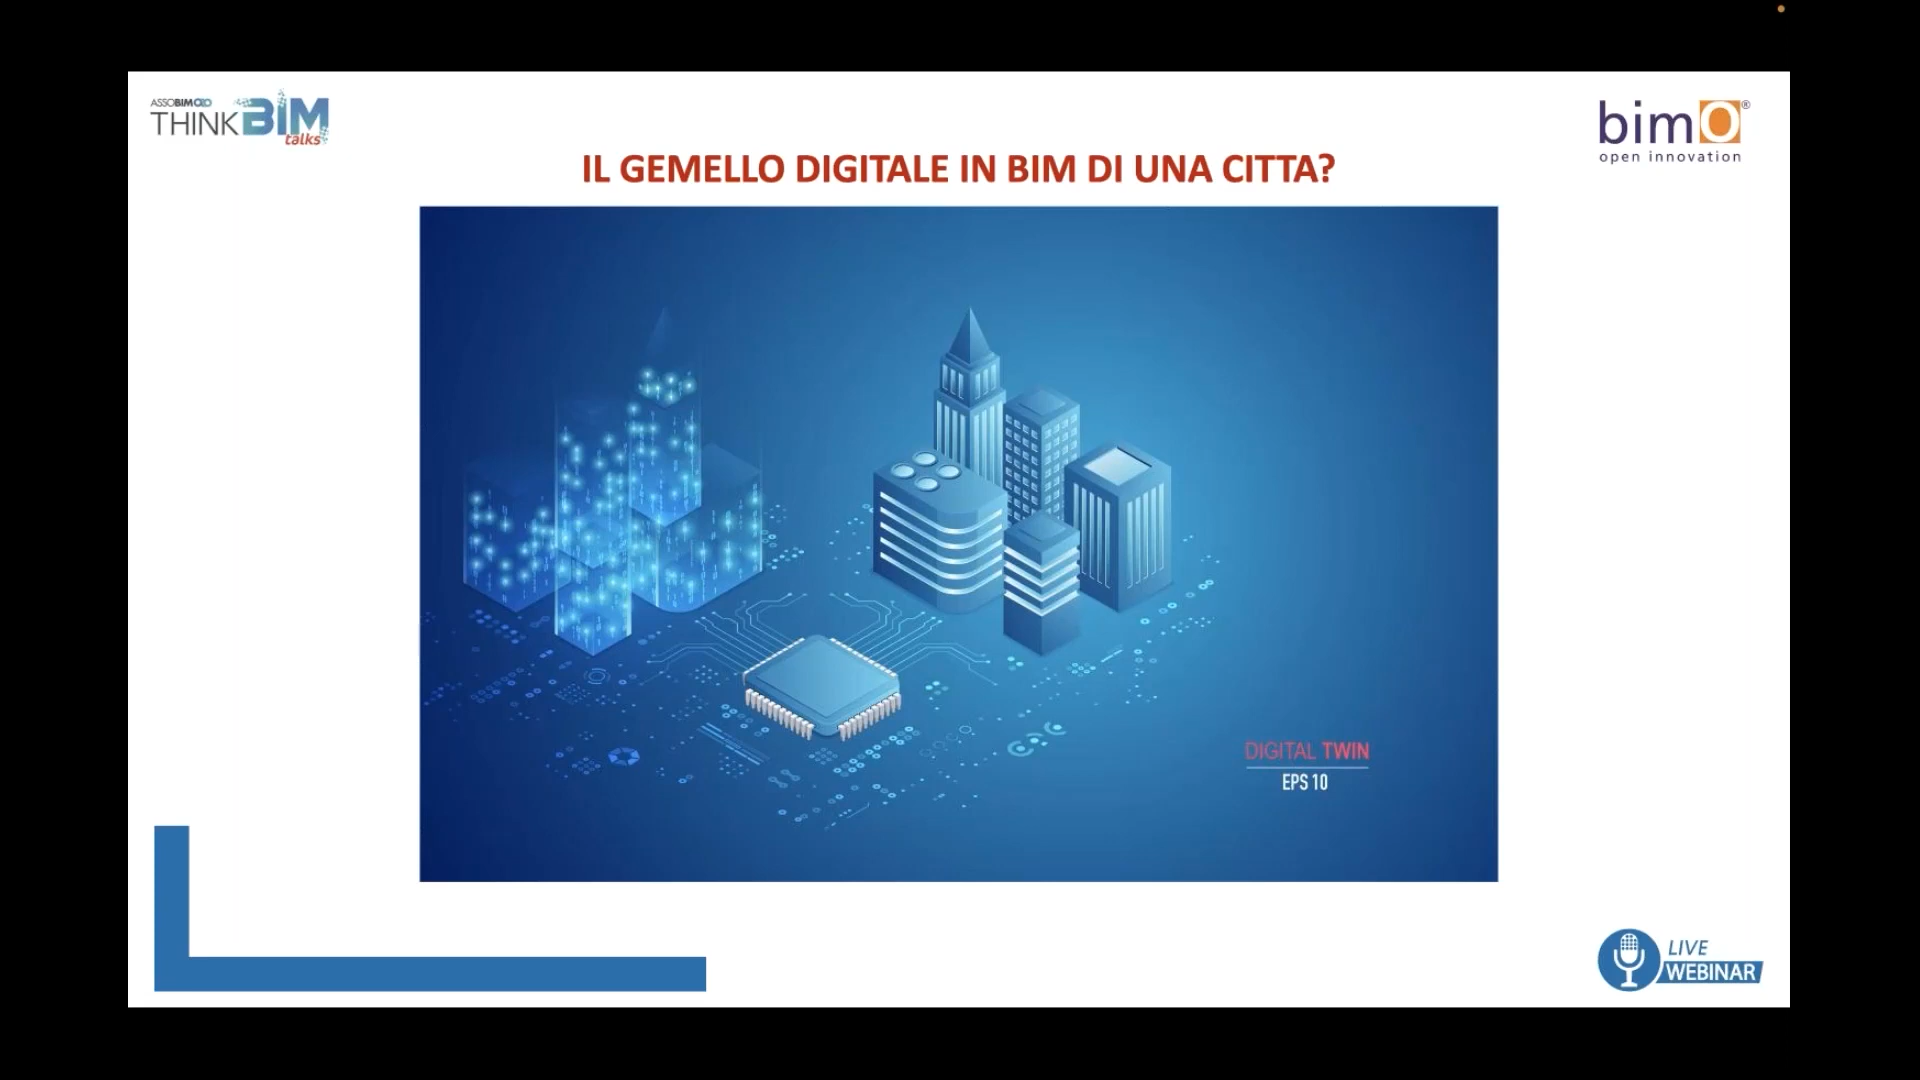 ASSOBIM
THINKBIM
talks
bimO®
open innovation
IL GEMELLO DIGITALE IN BIM DI UNA CITTA?
DIGITAL TWIN
EPS 10
LIVE
WEBINAR